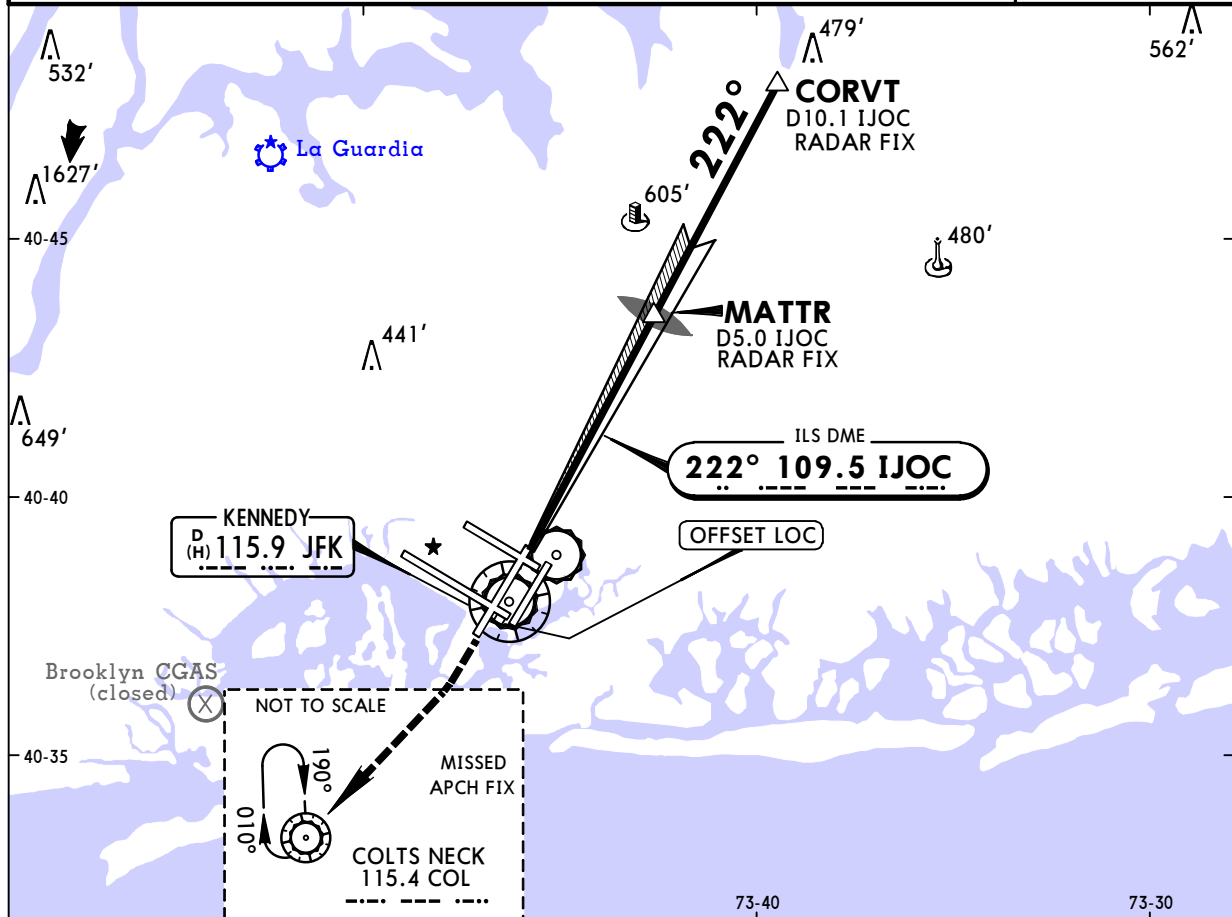 532'
479'
562'
CORVT
D10.1 IJOC
RADAR FIX
222°
La Guardia
1627'
605'
480'
40-45
MATTR
D5.0 IJOC
RADAR FIX
441'
649'
ILS DME
222° 109.5 IJOC
40-40
KENNEDY
D
(H) 115.9 JFK
OFFSET LOC
Brooklyn CGAS
(closed)
X
NOT TO SCALE
40-35
190°
010°
MISSED
APCH FIX
COLTS NECK
115.4 COL
73-40
73-30